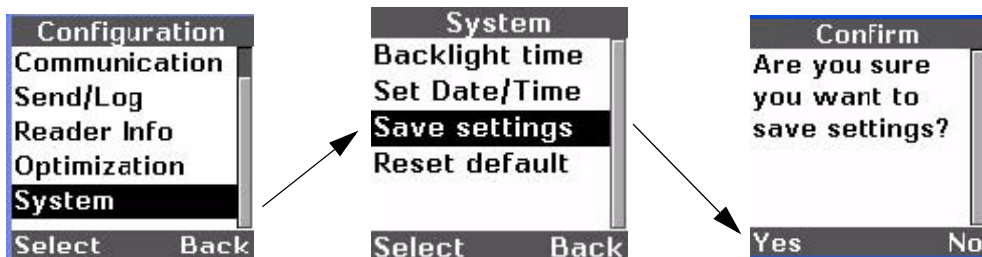 Configuration
Communication
Send/Log
Reader Info
Optimization
System
Select Back
System
Backlight time
Set Date/Time
Save settings
Reset default
Select Back
Confirm
Are you sure
you want to
save settings?
Yes No